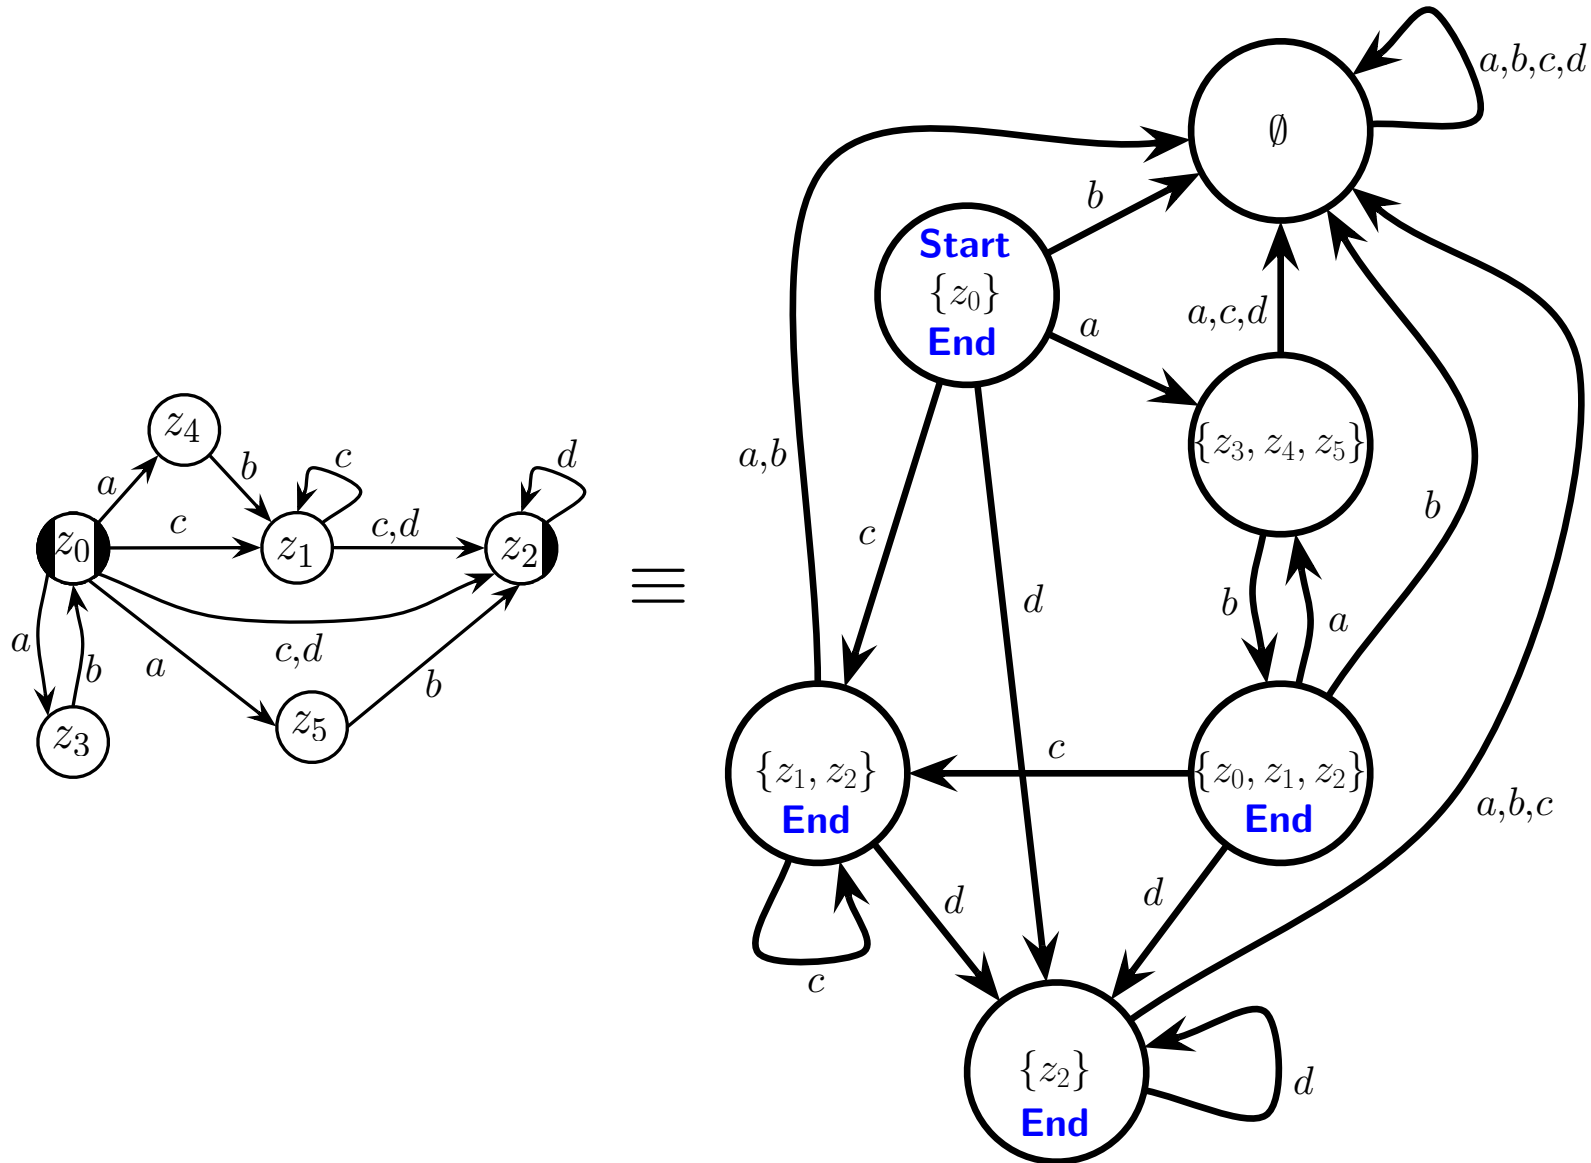 z₄
b
c
d
a
z₀
c
z₁
c,d
z₂
c,d
a
b
a
b
z₃
z₅
≡
a,b,c,d
∅
b
Start
{z₀}
End
a
a,c,d
{z₃, z₄, z₅}
a,b
c
d
b
a
b
{z₁, z₂}
End
c
{z₀, z₁, z₂}
End
a,b,c
d
d
c
{z₂}
End
d